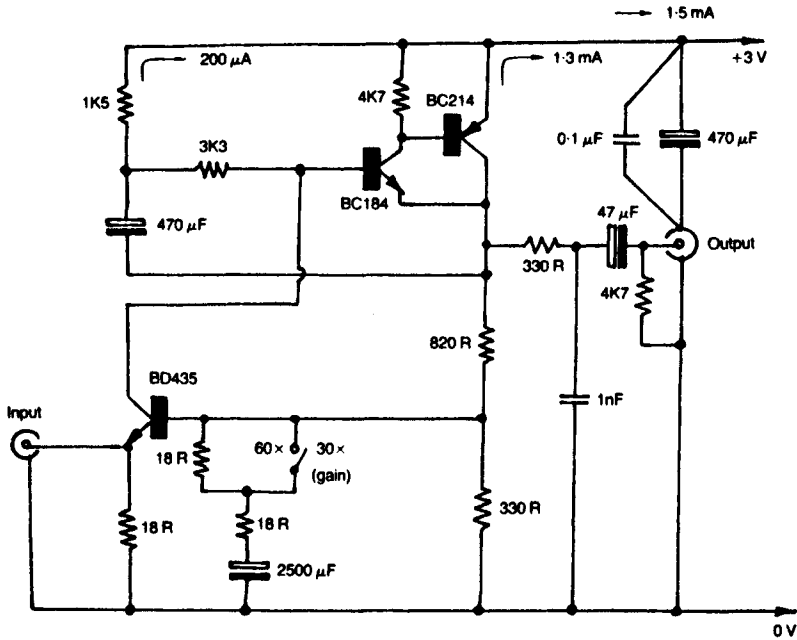 1·5 mA
200 µA
1·3 mA
+3 V
1K5
4K7
BC214
0·1 µF
470 µF
3K3
BC184
470 µF
47 µF
Output
330 R
4K7
820 R
BD435
1nF
Input
18 R
60×
30×
(gain)
18 R
18 R
330 R
2500 µF
0 V